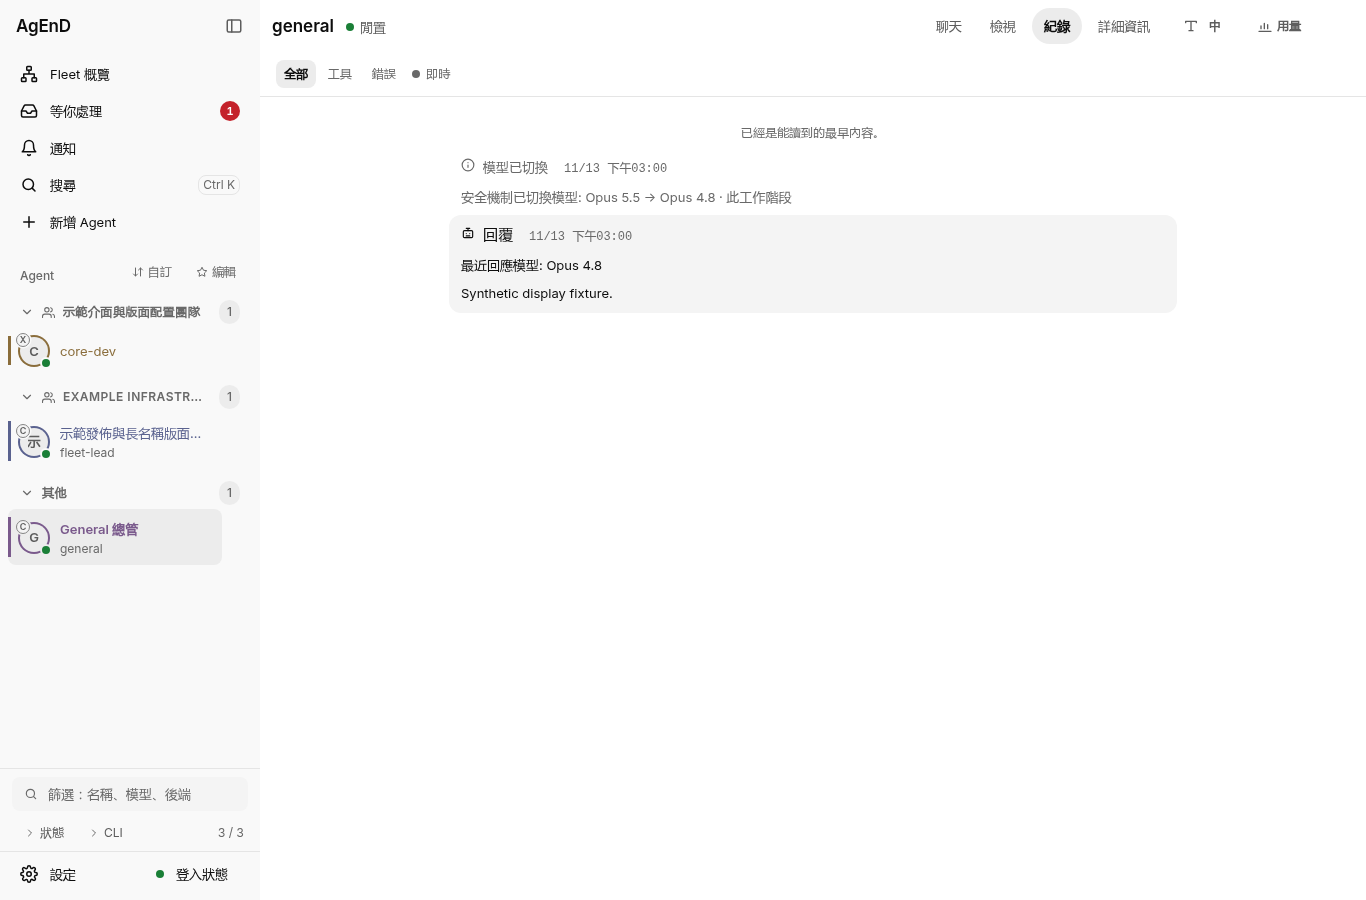 AgEnD
Fleet 概覽
等你處理 1
通知
搜尋 Ctrl K
新增 Agent
Agent 自訂 編輯
示範介面與版面配置團隊 1
X
C
core-dev
EXAMPLE INFRASTR... 1
C
示
示範發佈與長名稱版面...
fleet-lead
其他 1
C
G
General 總管
general
篩選：名稱、模型、後端
狀態 CLI 3 / 3
設定 登入狀態
general 閒置
聊天 檢視 紀錄 詳細資訊 T 中 用量
全部 工具 錯誤 即時
已經是能讀到的最早內容。
模型已切換 11/13 下午03:00
安全機制已切換模型: Opus 5.5 → Opus 4.8 · 此工作階段
回覆 11/13 下午03:00
最近回應模型: Opus 4.8
Synthetic display fixture.